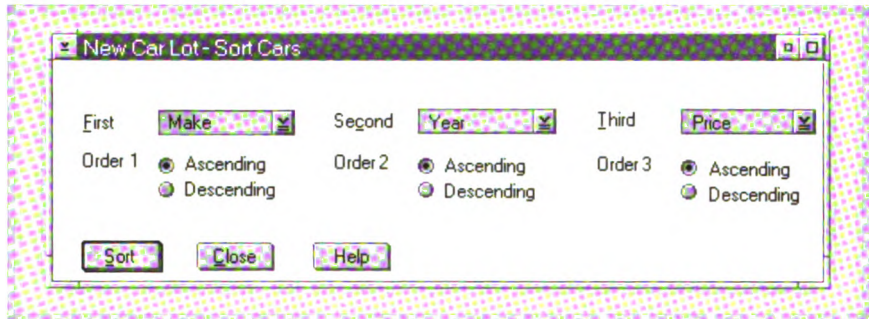 New Car Lot - Sort Cars
First Make Second Year Third Price
Order 1 Ascending Order 2 Ascending Order 3 Ascending
Descending Descending Descending
Sort Close Help